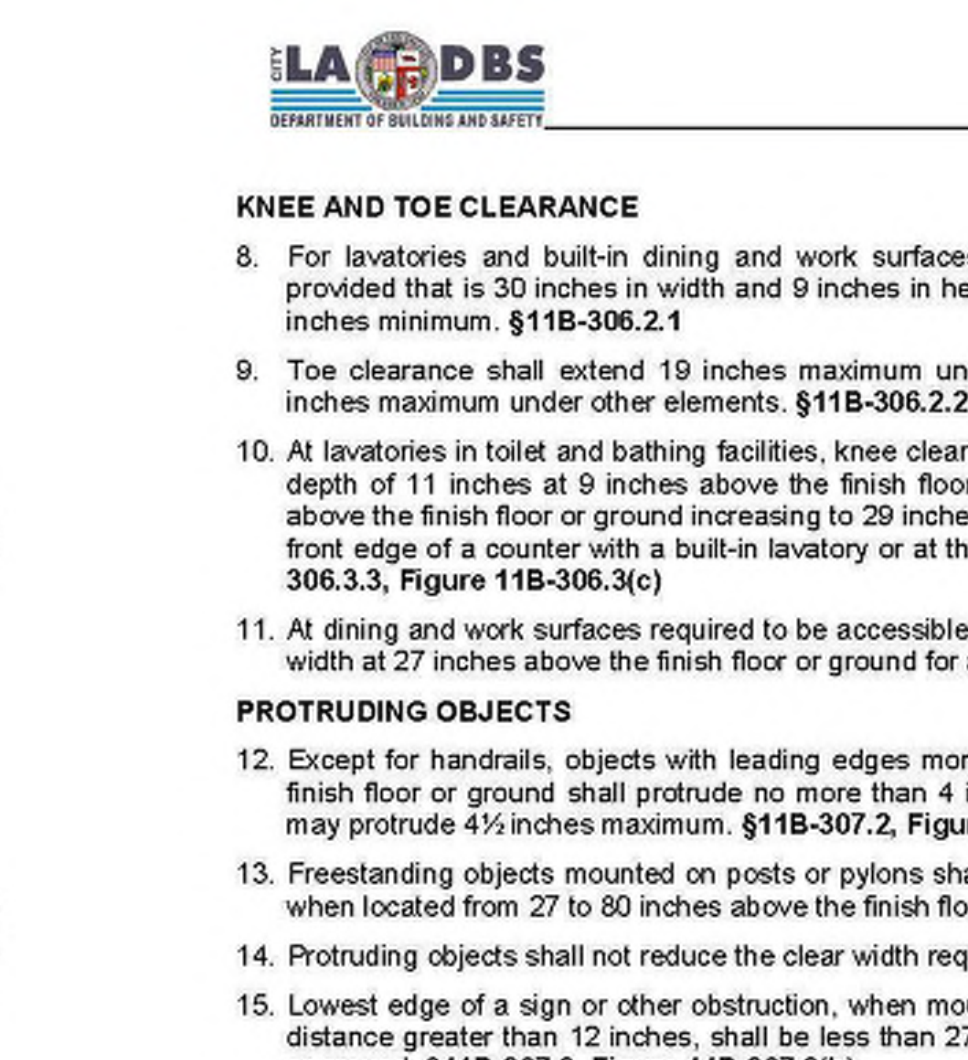 CITY LA DBS
DEPARTMENT OF BUILDING AND SAFETY
KNEE AND TOE CLEARANCE
8. For lavatories and built-in dining and work surfaces
provided that is 30 inches in width and 9 inches in he
inches minimum. §11B-306.2.1
9. Toe clearance shall extend 19 inches maximum un
inches maximum under other elements. §11B-306.2.2
10. At lavatories in toilet and bathing facilities, knee clear
depth of 11 inches at 9 inches above the finish floor
above the finish floor or ground increasing to 29 inche
front edge of a counter with a built-in lavatory or at th
306.3.3, Figure 11B-306.3(c)
11. At dining and work surfaces required to be accessible
width at 27 inches above the finish floor or ground for a
PROTRUDING OBJECTS
12. Except for handrails, objects with leading edges mor
finish floor or ground shall protrude no more than 4 i
may protrude 4½ inches maximum. §11B-307.2, Figu
13. Freestanding objects mounted on posts or pylons sha
when located from 27 to 80 inches above the finish flo
14. Protruding objects shall not reduce the clear width req
15. Lowest edge of a sign or other obstruction, when mou
distance greater than 12 inches, shall be less than 27